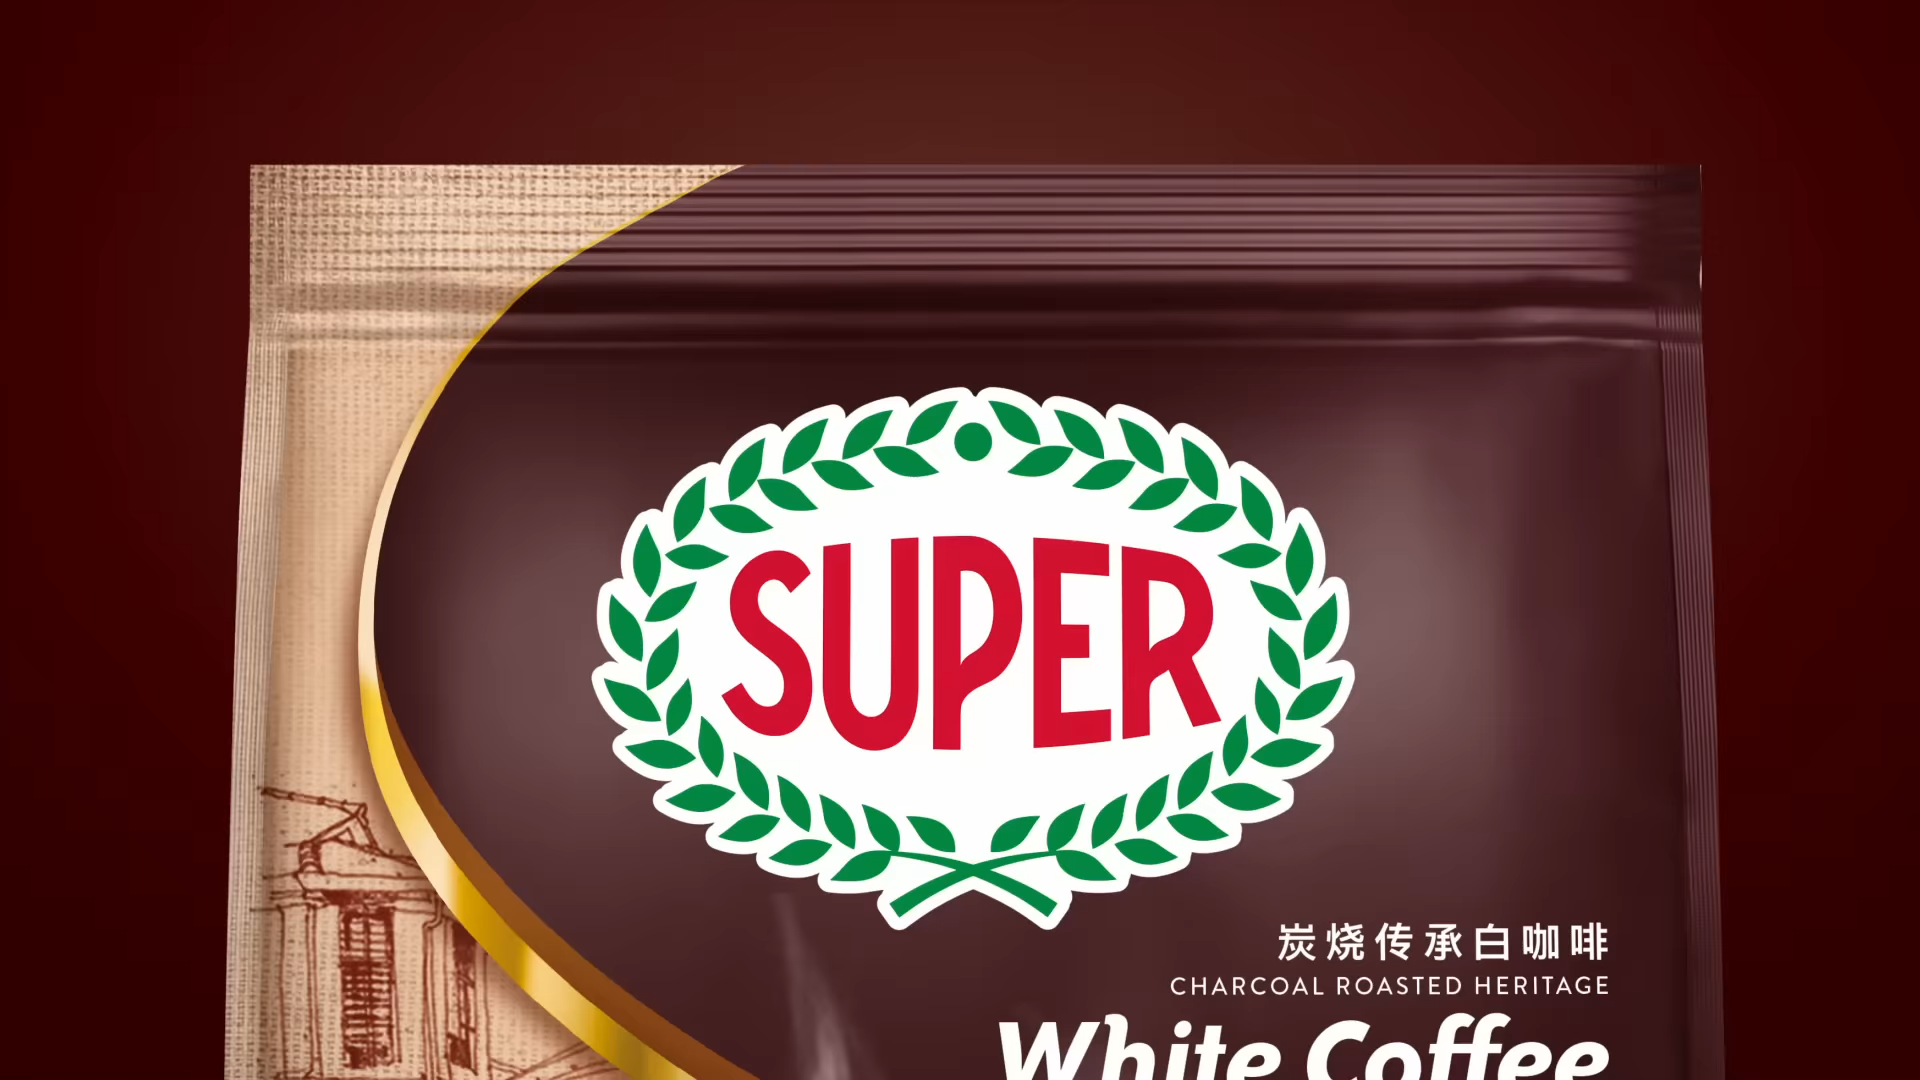 SUPER
炭烧传承白咖啡
CHARCOAL ROASTED HERITAGE
White Coffee